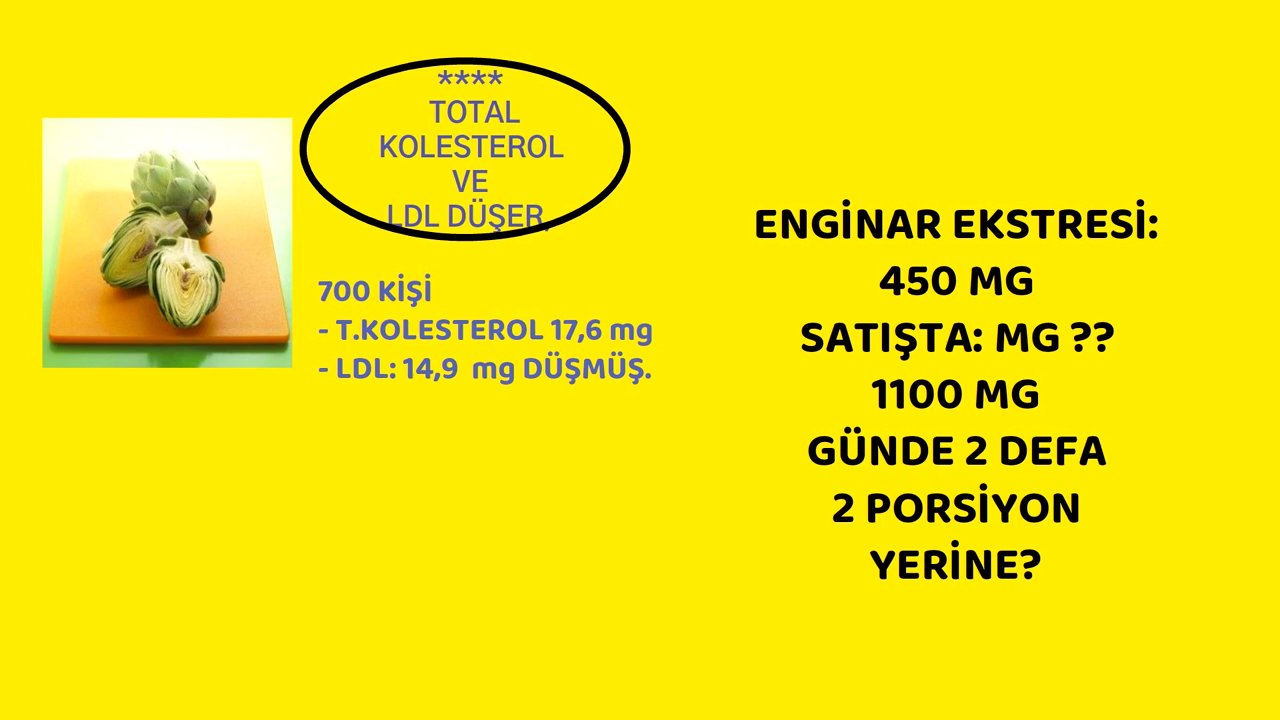 ****
TOTAL
KOLESTEROL
VE
LDL DÜŞER,
700 KİŞİ
- T.KOLESTEROL 17,6 mg
- LDL: 14,9 mg DÜŞMÜŞ.
ENGİNAR EKSTRESİ:
450 MG
SATIŞTA: MG ??
1100 MG
GÜNDE 2 DEFA
2 PORSİYON
YERİNE?